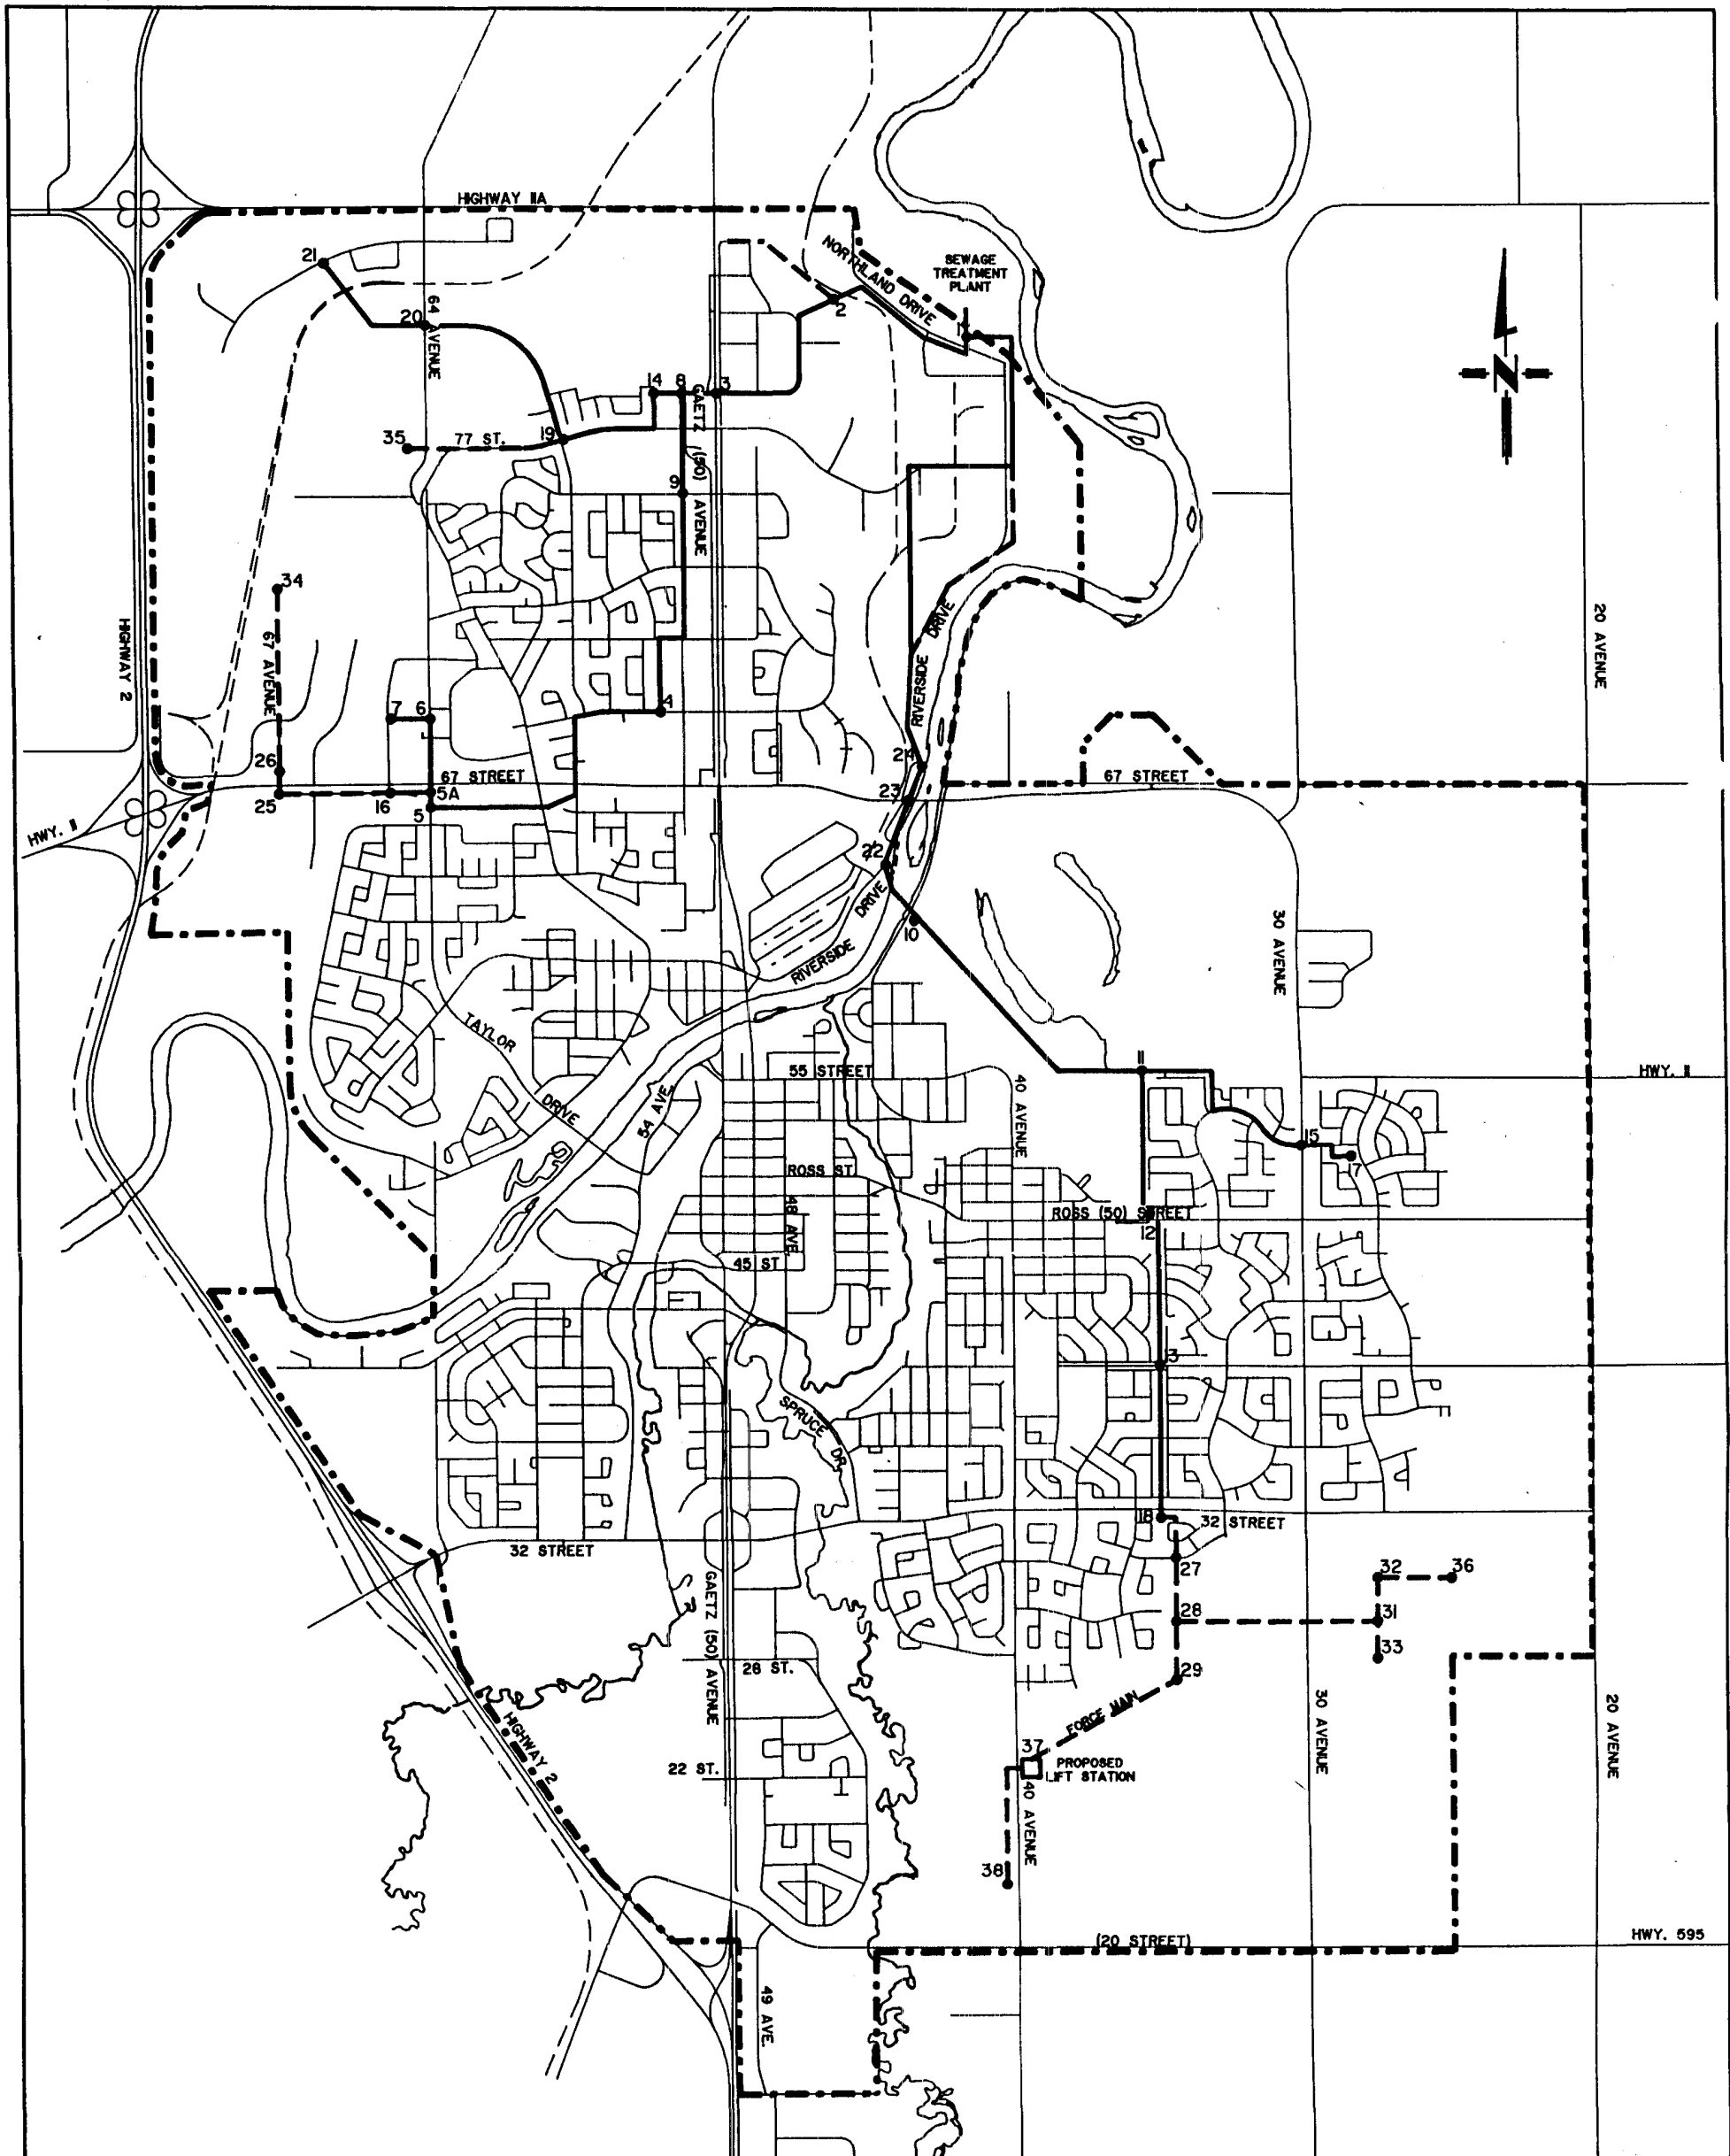 HIGHWAY IIA
21
NORTHLAND DRIVE
SEWAGE
TREATMENT
PLANT
2
1
20
64 AVENUE
14
8
3
GAETZ (50) AVENUE
35
77 ST.
19
9
34
67 AVENUE
HIGHWAY 2
20 AVENUE
RIVERSIDE DRIVE
7
6
4
26
25
16
67 STREET
5A
5
24
23
67 STREET
HWY. II
22
RIVERSIDE DRIVE
10
30 AVENUE
TAYLOR DRIVE
54 AVE.
55 STREET
40 AVENUE
11
HWY. II
15
17
ROSS ST.
48 AVE.
ROSS (50) STREET
12
45 ST.
13
SPRUCE DR.
18
32 STREET
32 STREET
27
32
36
28
31
33
GAETZ (50) AVENUE
28 ST.
29
FORCE MAIN
30 AVENUE
20 AVENUE
HIGHWAY 2
37
PROPOSED
LIFT STATION
22 ST.
40 AVENUE
38
(20 STREET)
HWY. 595
49 AVE.
N